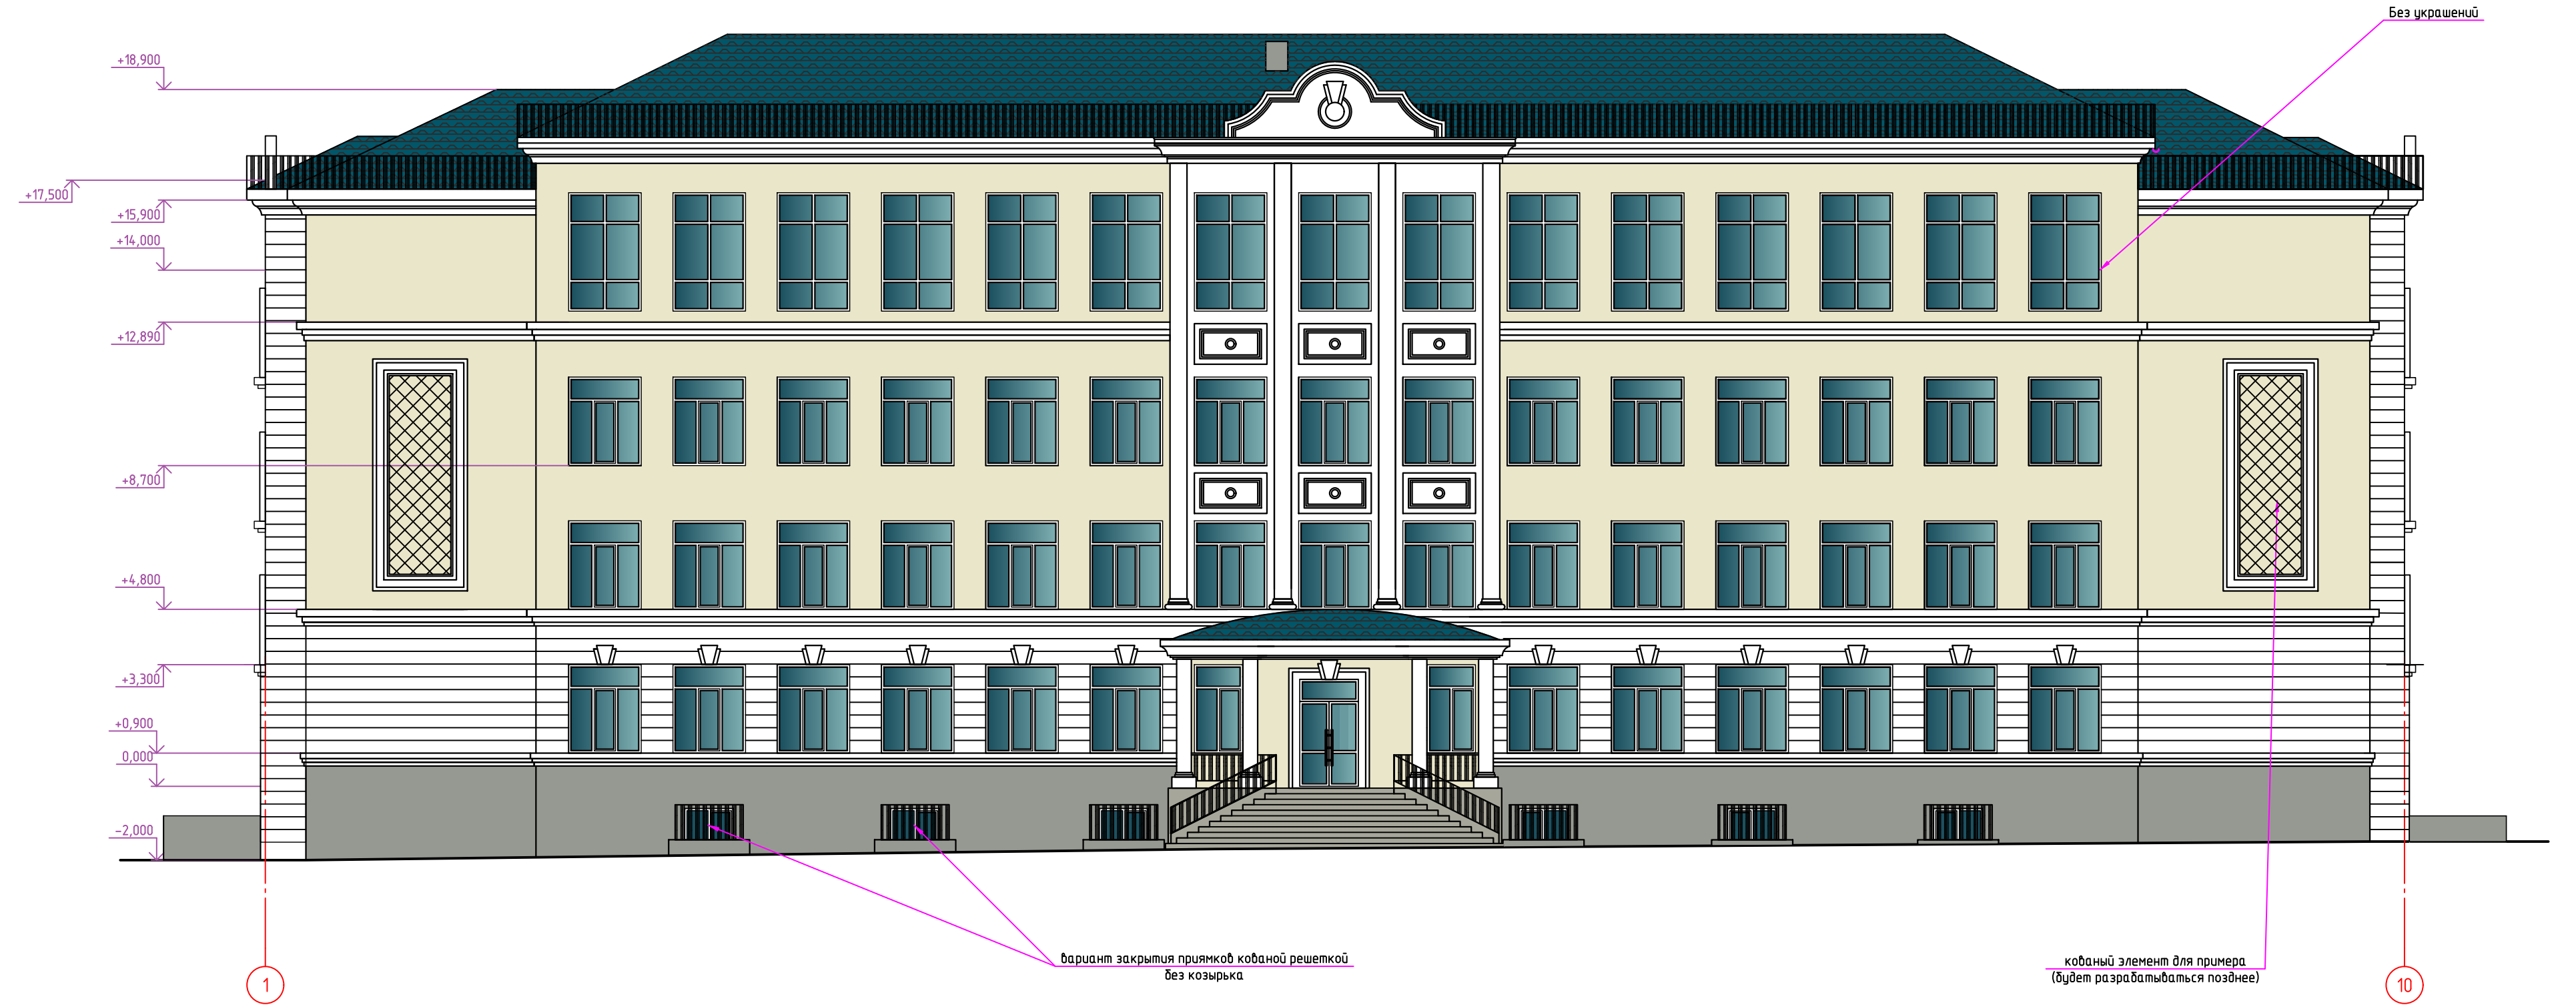 Без украшений
+18,900
+17,500
+15,900
+14,000
+12,890
+8,700
+4,800
+3,300
+0,900
0,000
-2,000
вариант закрытия приямков кованой решеткой
без козырька
кованый элемент для примера
(будет разрабатываться позднее)
1
10